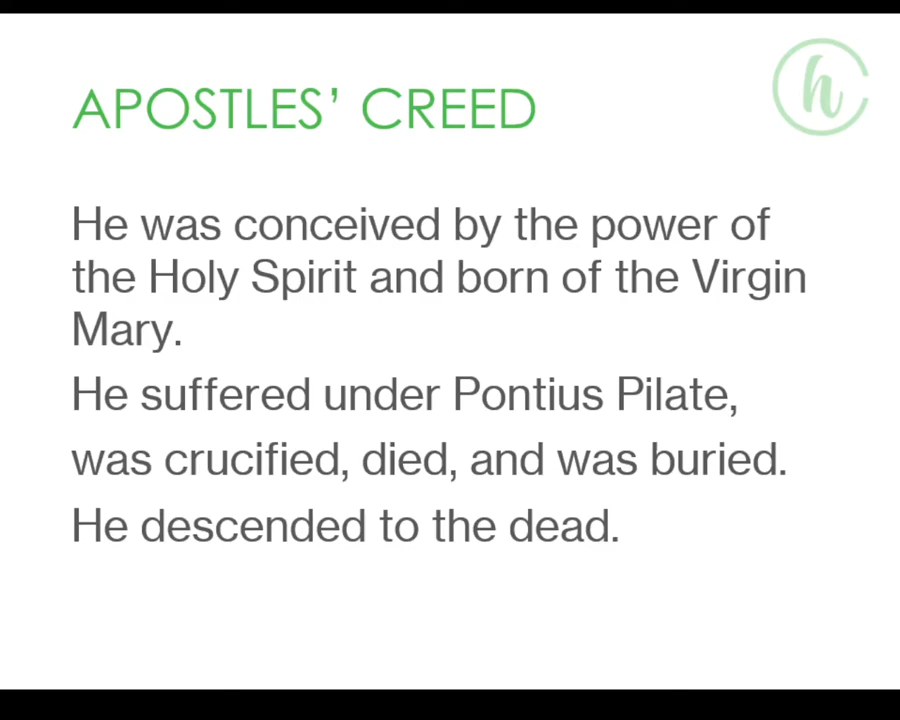 APOSTLES’ CREED
h
He was conceived by the power of
the Holy Spirit and born of the Virgin
Mary.
He suffered under Pontius Pilate,
was crucified, died, and was buried.
He descended to the dead.